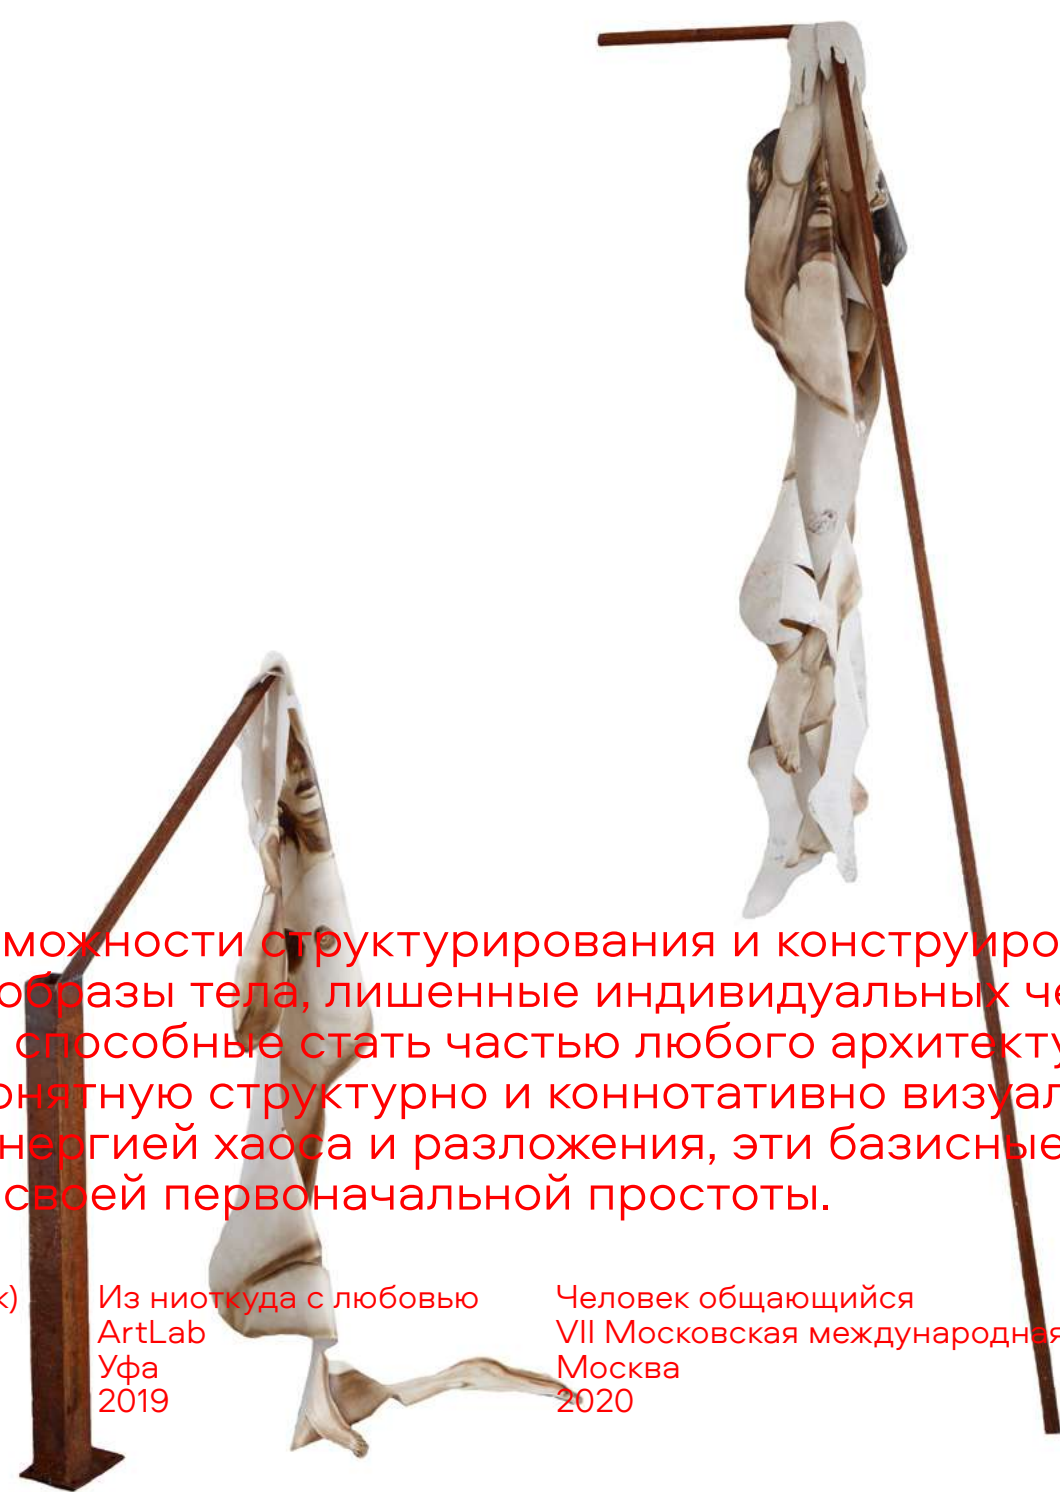 можности структурирования и конструиро
образы тела, лишенные индивидуальных че
способные стать частью любого архитекту
онятную структурно и коннотативно визуал
нергией хаоса и разложения, эти базисные
своей первоначальной простоты.
к)
Из ниоткуда с любовью
ArtLab
Уфа
2019
Человек общающийся
VII Московская международная
Москва
2020